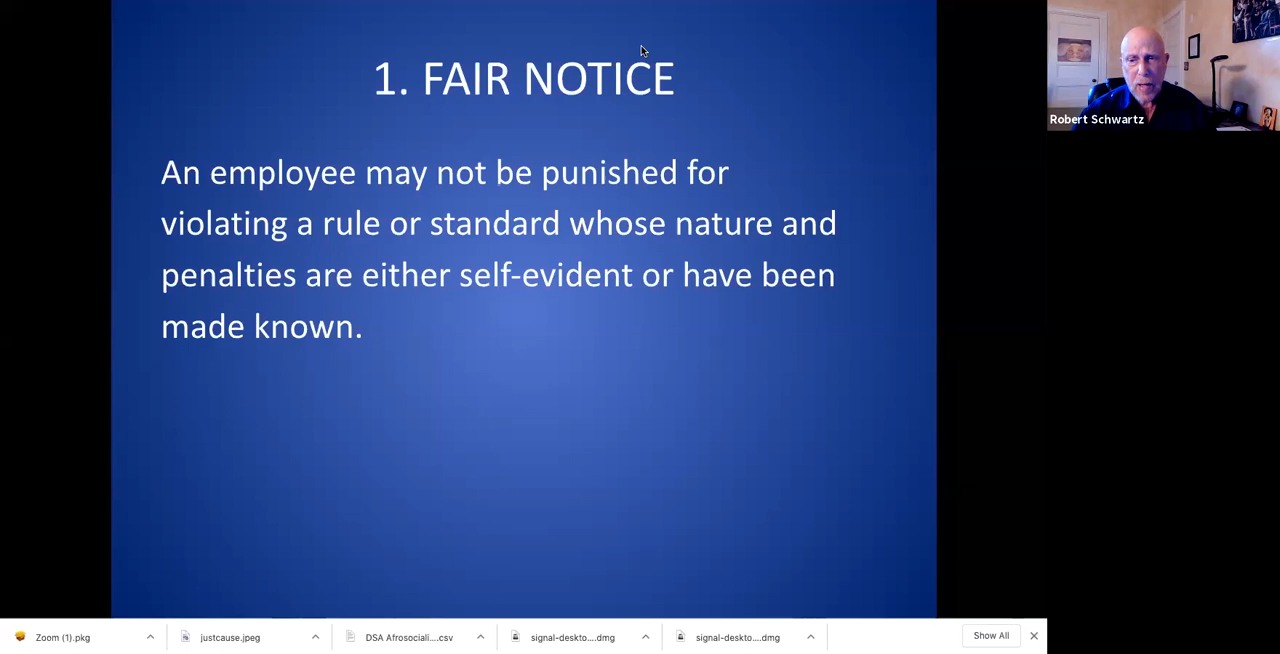 1. FAIR NOTICE
An employee may not be punished for
violating a rule or standard whose nature and
penalties are either self-evident or have been
made known.
Robert Schwartz
Zoom (1).pkg
justcause.jpeg
DSA Afrosociali....csv
signal-deskto....dmg
signal-deskto....dmg
Show All